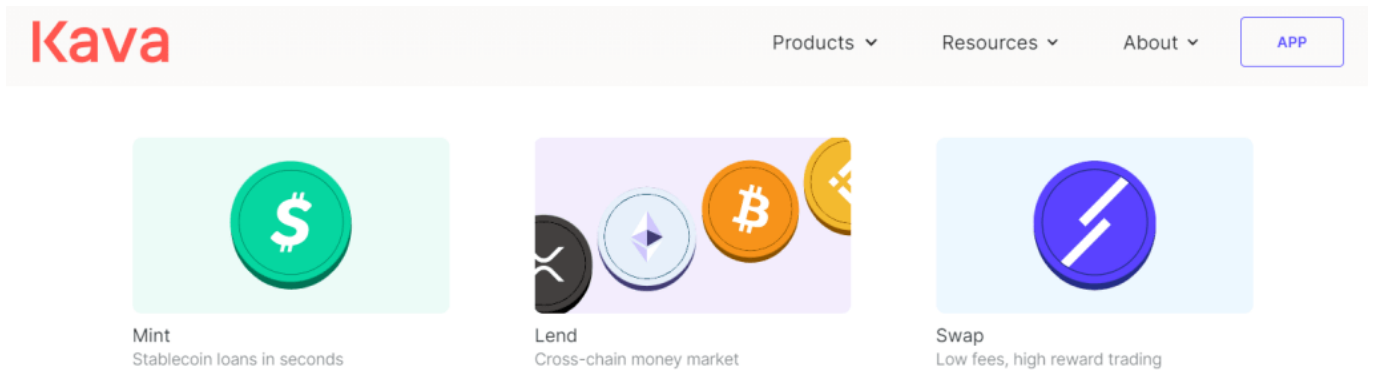 Kava
Products
Resources
About
APP
Mint
Stablecoin loans in seconds
Lend
Cross-chain money market
Swap
Low fees, high reward trading